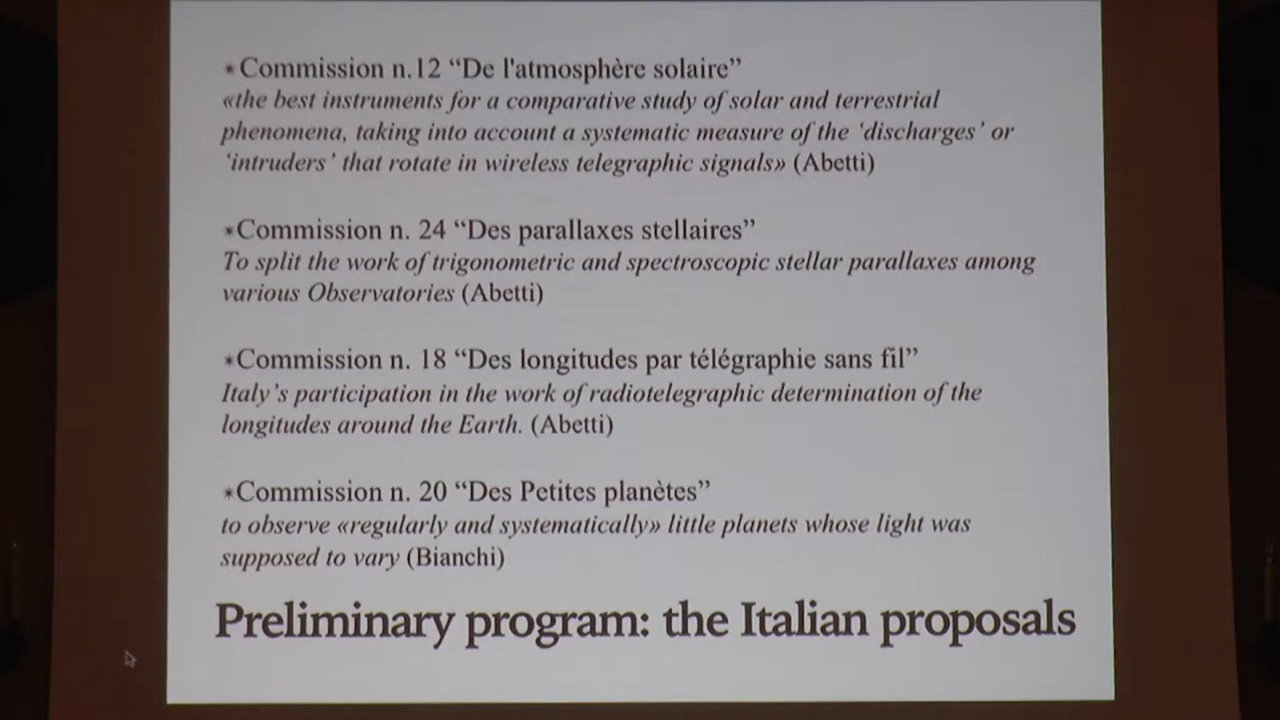 *Commission n.12 “De l'atmosphère solaire”
«the best instruments for a comparative study of solar and terrestrial
phenomena, taking into account a systematic measure of the ‘discharges’ or
‘intruders’ that rotate in wireless telegraphic signals» (Abetti)
*Commission n. 24 “Des parallaxes stellaires”
To split the work of trigonometric and spectroscopic stellar parallaxes among
various Observatories (Abetti)
*Commission n. 18 “Des longitudes par télégraphie sans fil”
Italy’s participation in the work of radiotelegraphic determination of the
longitudes around the Earth. (Abetti)
*Commission n. 20 “Des Petites planètes”
to observe «regularly and systematically» little planets whose light was
supposed to vary (Bianchi)
Preliminary program: the Italian proposals